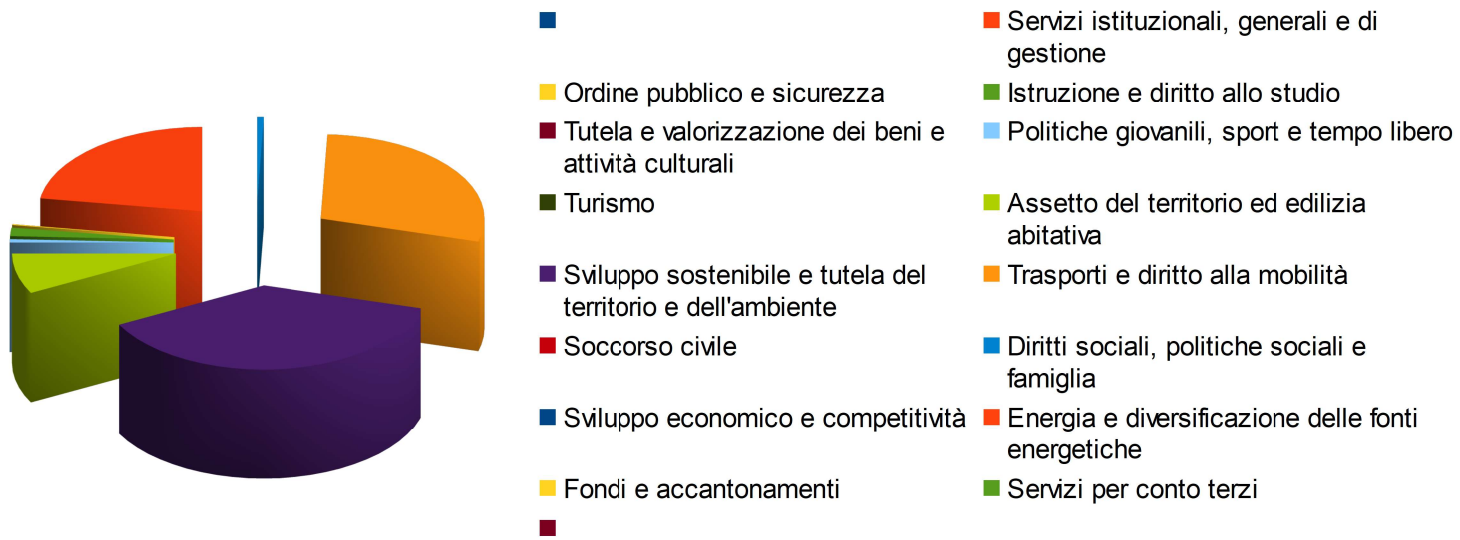 Servizi istituzionali, generali e di
gestione
Ordine pubblico e sicurezza
Istruzione e diritto allo studio
Tutela e valorizzazione dei beni e
attività culturali
Politiche giovanili, sport e tempo libero
Turismo
Assetto del territorio ed edilizia
abitativa
Sviluppo sostenibile e tutela del
territorio e dell'ambiente
Trasporti e diritto alla mobilità
Soccorso civile
Diritti sociali, politiche sociali e
famiglia
Sviluppo economico e competitività
Energia e diversificazione delle fonti
energetiche
Fondi e accantonamenti
Servizi per conto terzi